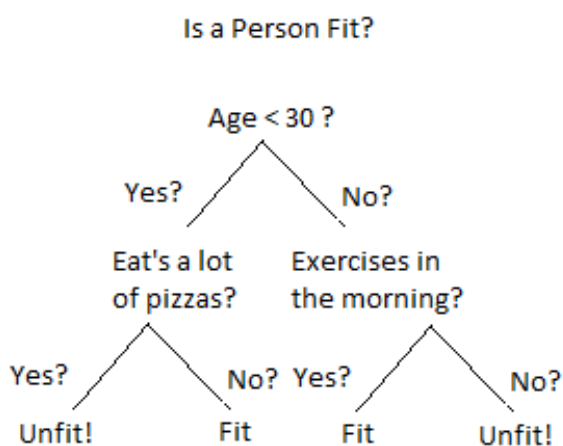 Is a Person Fit?
Age < 30 ?
Yes?
No?
Eat's a lot
of pizzas?
Exercises in
the morning?
Yes?
No?
Yes?
No?
Unfit!
Fit
Fit
Unfit!